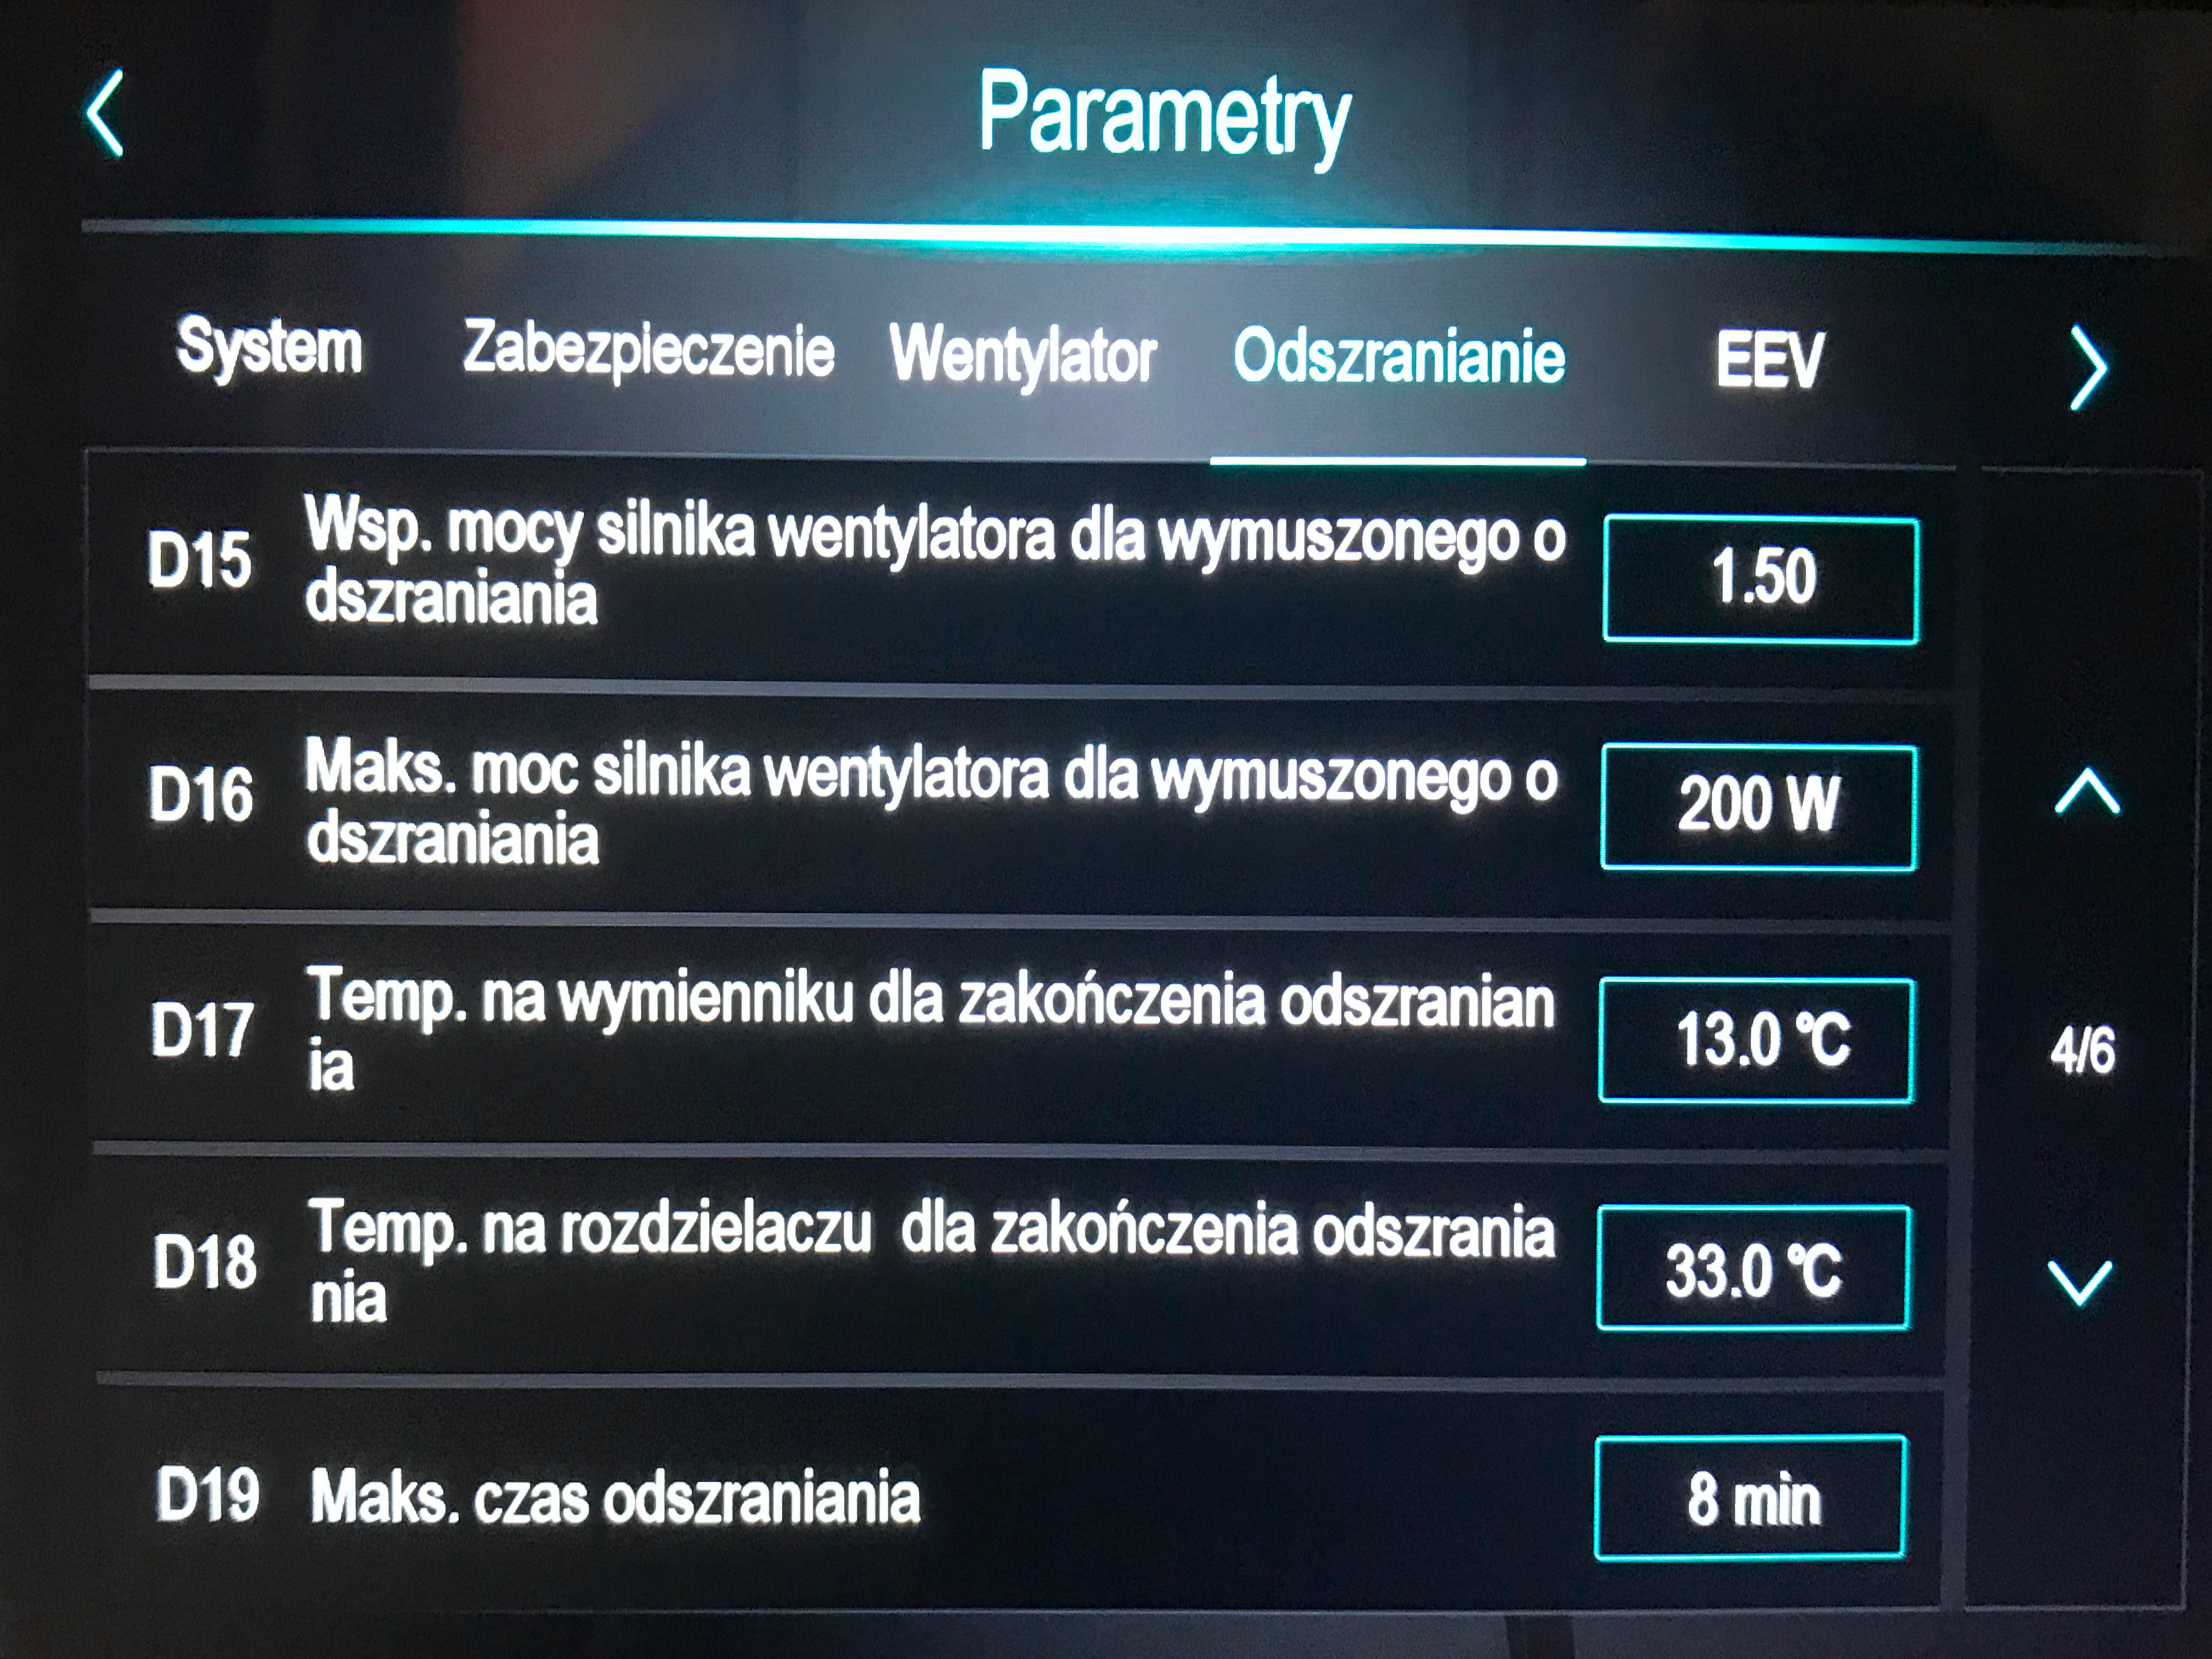 Parametry
System Zabezpieczenie Wentylator Odszranianie EEV
D15 Wsp. mocy silnika wentylatora dla wymuszonego o
dszraniania
1.50
D16 Maks. moc silnika wentylatora dla wymuszonego o
dszraniania
200 W
D17 Temp. na wymienniku dla zakończenia odszranian
ia
13.0 °C
D18 Temp. na rozdzielaczu  dla zakończenia odszrania
nia
33.0 °C
D19 Maks. czas odszraniania
8 min
4/6